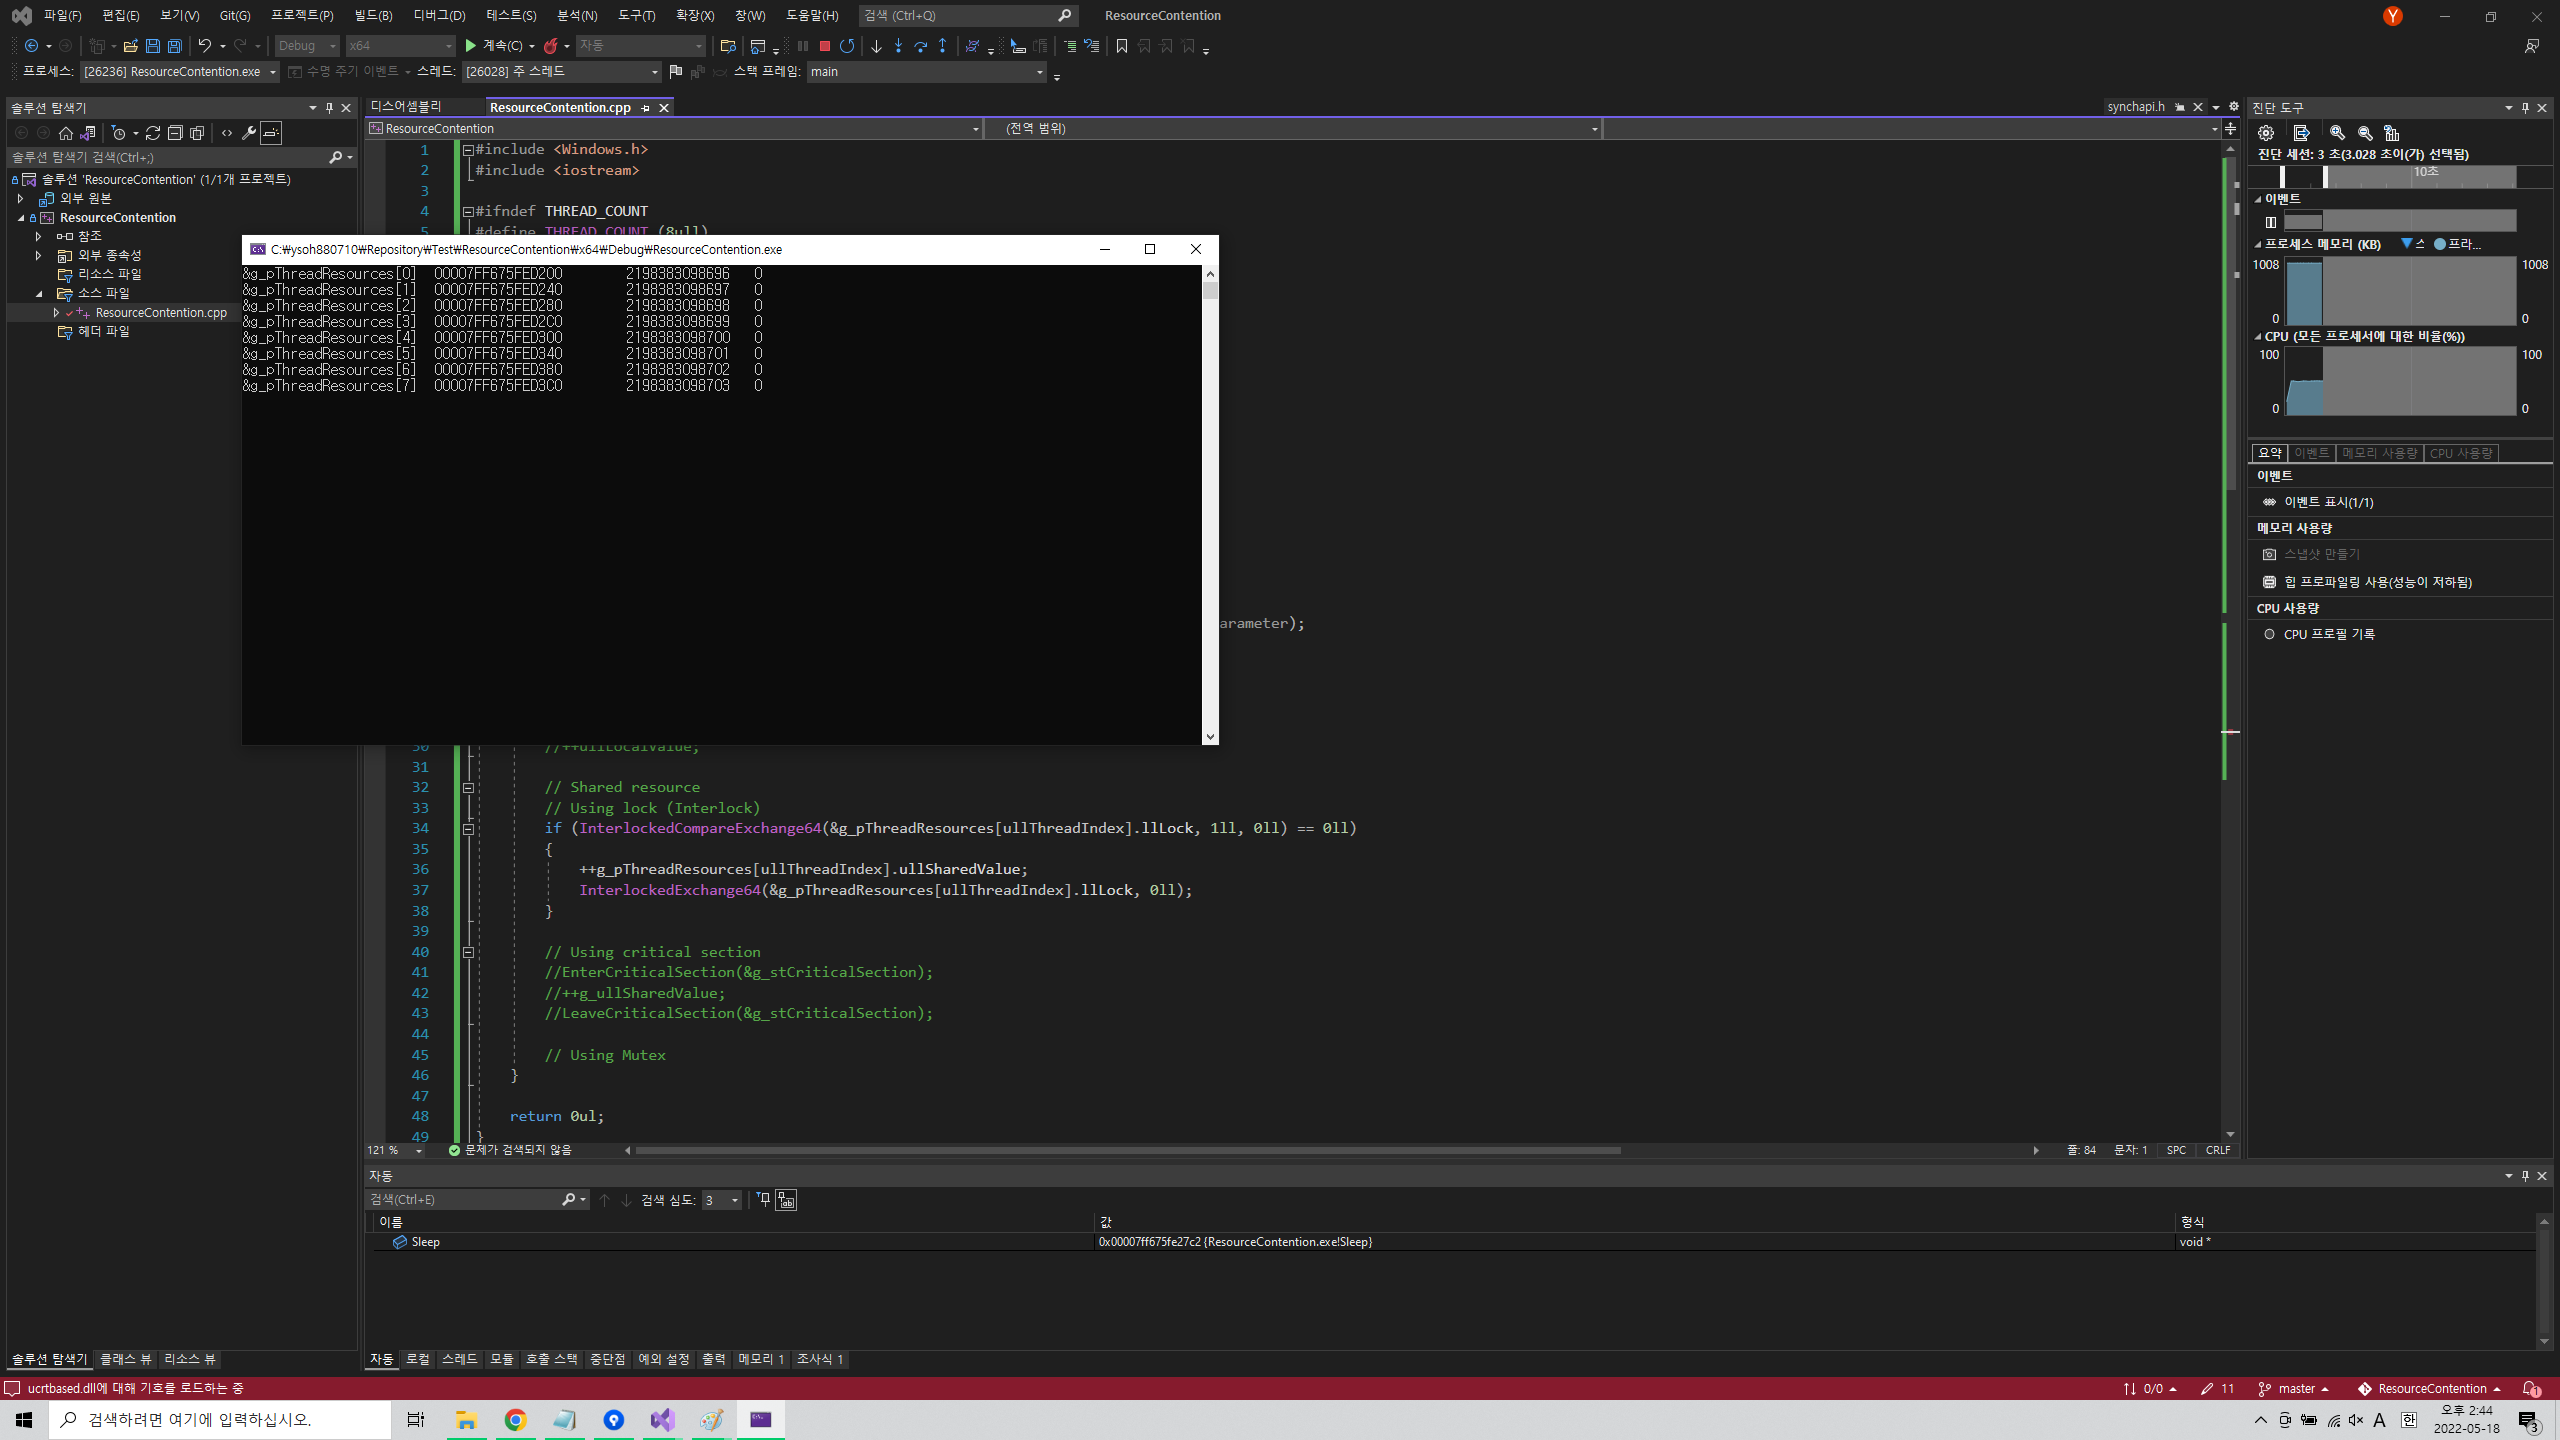 파일(F) 편집(E) 보기(V) Git(G) 프로젝트(P) 빌드(B) 디버그(D) 테스트(S) 분석(N) 도구(T) 확장(X) 창(W) 도움말(H) 검색 (Ctrl+Q) ResourceContention Y
Debug x64 계속(C) 자동
프로세스: [26236] ResourceContention.exe 수명 주기 이벤트 스레드: [26028] 주 스레드 스택 프레임: main
솔루션 탐색기
솔루션 탐색기 검색(Ctrl+;)
솔루션 'ResourceContention' (1/1개 프로젝트)
외부 원본
ResourceContention
참조
외부 종속성
리소스 파일
소스 파일
ResourceContention.cpp
헤더 파일
솔루션 탐색기 클래스 뷰 리소스 뷰
디스어셈블리 ResourceContention.cpp synchapi.h
ResourceContention (전역 범위)
1 #include <Windows.h>
2 #include <iostream>
3
4 #ifndef THREAD_COUNT
5 #define THREAD_COUNT (8ull)
C:\ysoh880710\Repository\Test\ResourceContention\x64\Debug\ResourceContention.exe
&g_pThreadResources[0] 00007FF675FED200 2198383098696 0
&g_pThreadResources[1] 00007FF675FED240 2198383098697 0
&g_pThreadResources[2] 00007FF675FED280 2198383098698 0
&g_pThreadResources[3] 00007FF675FED2C0 2198383098699 0
&g_pThreadResources[4] 00007FF675FED300 2198383098700 0
&g_pThreadResources[5] 00007FF675FED340 2198383098701 0
&g_pThreadResources[6] 00007FF675FED380 2198383098702 0
&g_pThreadResources[7] 00007FF675FED3C0 2198383098703 0
arameter);
30 //++ullLocalValue;
31
32 // Shared resource
33 // Using lock (Interlock)
34 if (InterlockedCompareExchange64(&g_pThreadResources[ullThreadIndex].llLock, 1ll, 0ll) == 0ll)
35 {
36 ++g_pThreadResources[ullThreadIndex].ullSharedValue;
37 InterlockedExchange64(&g_pThreadResources[ullThreadIndex].llLock, 0ll);
38 }
39
40 // Using critical section
41 //EnterCriticalSection(&g_stCriticalSection);
42 //++g_ullSharedValue;
43 //LeaveCriticalSection(&g_stCriticalSection);
44
45 // Using Mutex
46 }
47
48 return 0ul;
49 }
121 % 문제가 검색되지 않음 줄: 84 문자: 1 SPC CRLF
자동
검색(Ctrl+E) 검색 심도: 3
이름 값 형식
Sleep 0x00007ff675fe27c2 {ResourceContention.exe!Sleep} void *
자동 로컬 스레드 모듈 호출 스택 중단점 예외 설정 출력 메모리 1 조사식 1
진단 도구
진단 세션: 3 초(3.028 초이(가) 선택됨)
10초
이벤트
프로세스 메모리 (KB) 스 프라...
1008 1008
0 0
CPU (모든 프로세서에 대한 비율(%))
100 100
0 0
요약 이벤트 메모리 사용량 CPU 사용량
이벤트
이벤트 표시(1/1)
메모리 사용량
스냅샷 만들기
힙 프로파일링 사용(성능이 저하됨)
CPU 사용량
CPU 프로필 기록
ucrtbased.dll에 대해 기호를 로드하는 중 0/0 11 master ResourceContention 1
검색하려면 여기에 입력하십시오. A 한 오후 2:44
2022-05-18 3